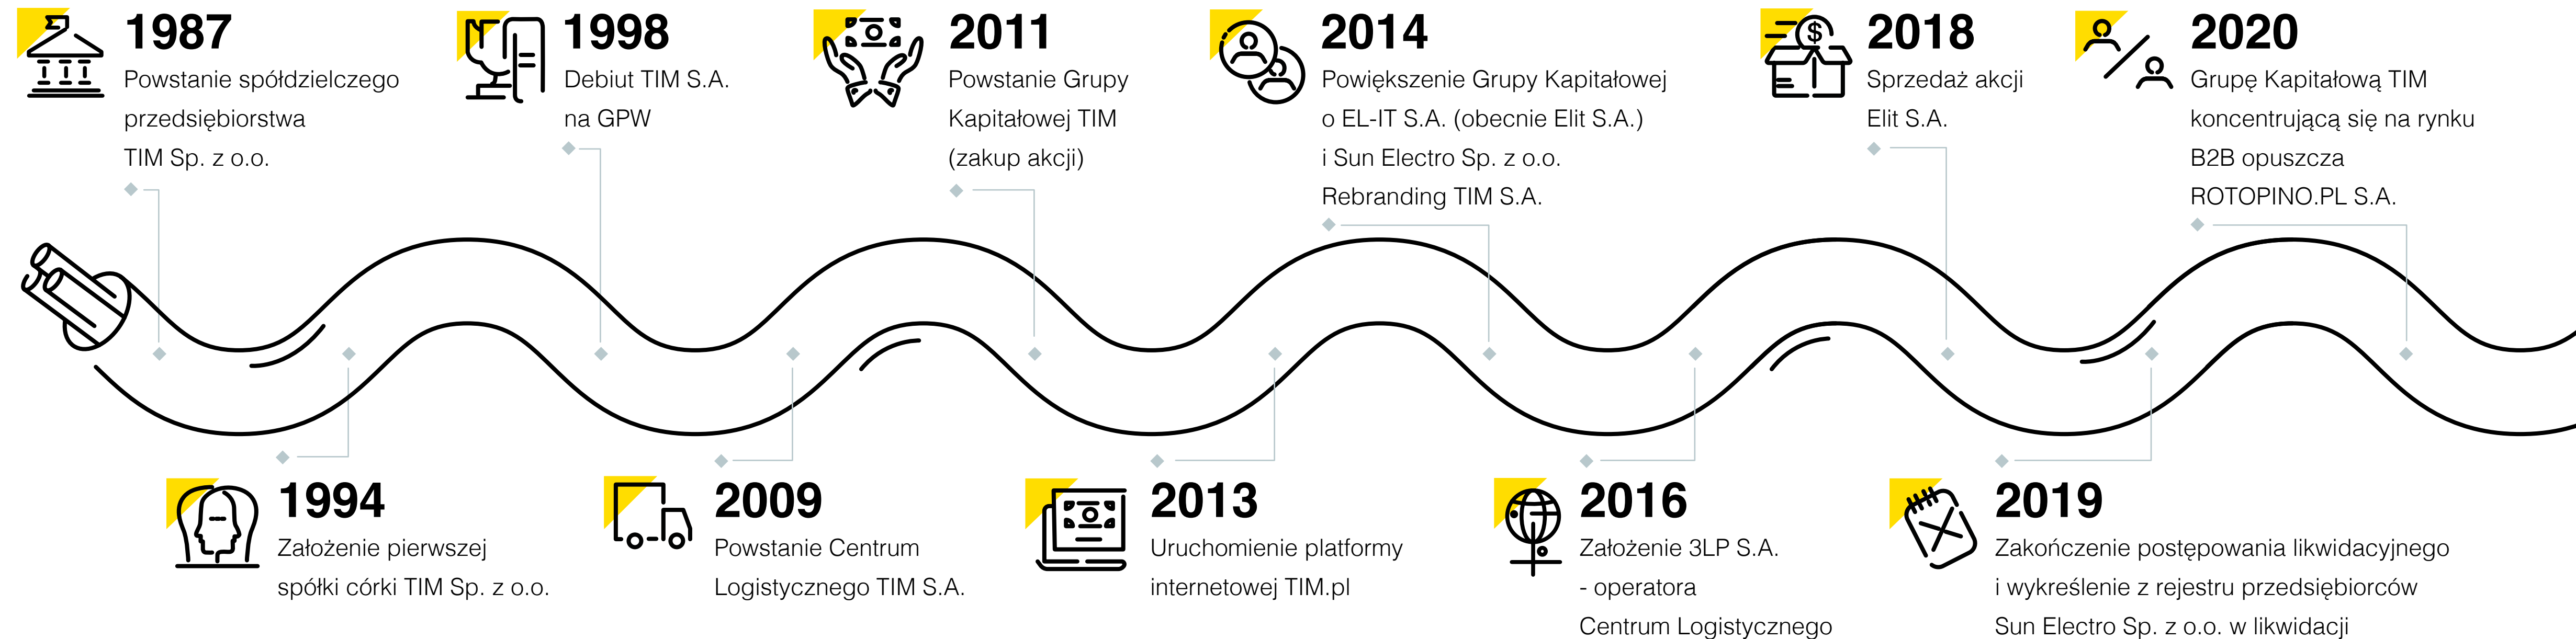 1987
Powstanie spółdzielczego
przedsiębiorstwa
TIM Sp. z o.o.
1998
Debiut TIM S.A.
na GPW
2011
Powstanie Grupy
Kapitałowej TIM
(zakup akcji)
2014
Powiększenie Grupy Kapitałowej
o EL-IT S.A. (obecnie Elit S.A.)
i Sun Electro Sp. z o.o.
Rebranding TIM S.A.
2018
Sprzedaż akcji
Elit S.A.
2020
Grupę Kapitałową TIM
koncentrującą się na rynku
B2B opuszcza
ROTOPINO.PL S.A.
1994
Założenie pierwszej
spółki córki TIM Sp. z o.o.
2009
Powstanie Centrum
Logistycznego TIM S.A.
2013
Uruchomienie platformy
internetowej TIM.pl
2016
Założenie 3LP S.A.
- operatora
Centrum Logistycznego
2019
Zakończenie postępowania likwidacyjnego
i wykreślenie z rejestru przedsiębiorców
Sun Electro Sp. z o.o. w likwidacji